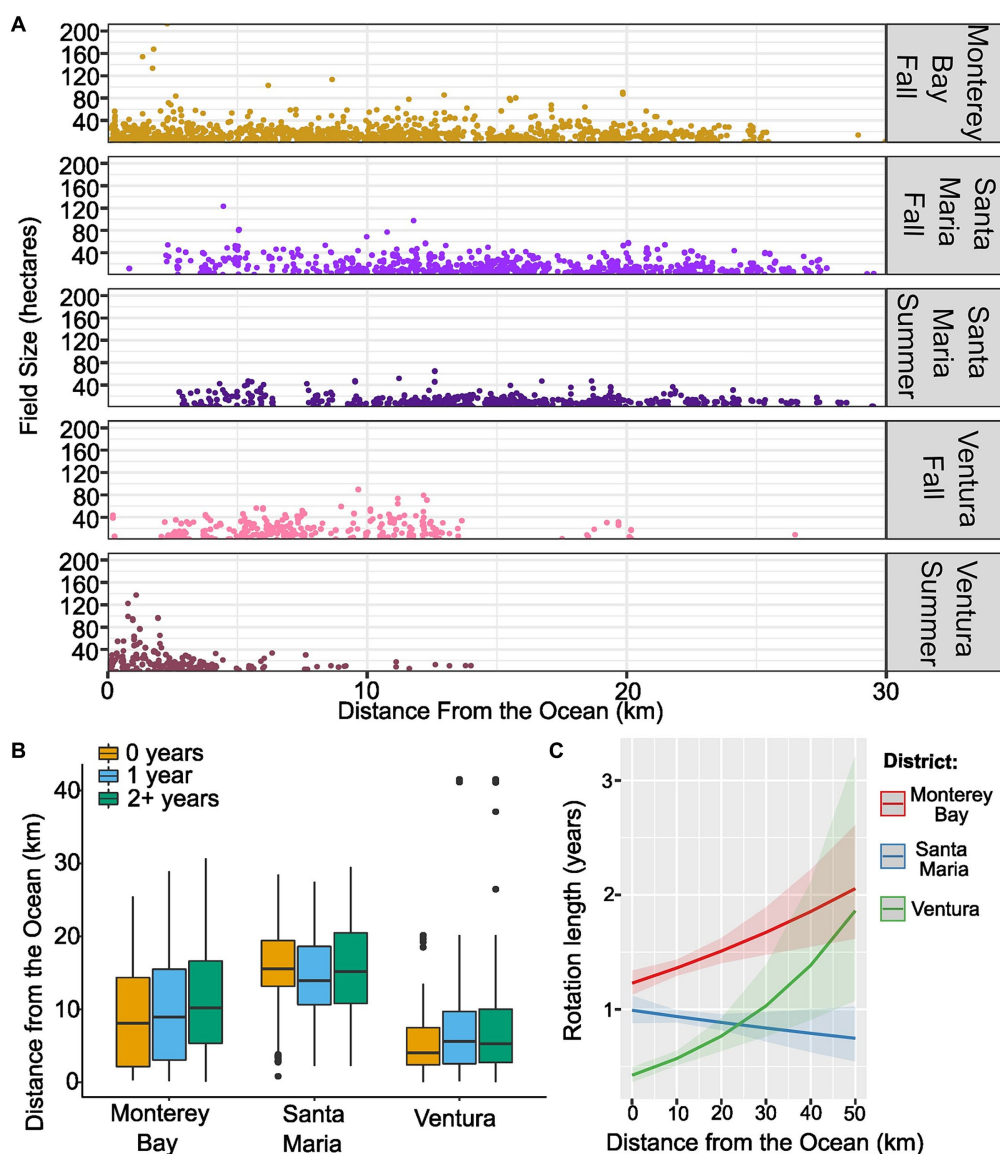 A
200
160
120
80
40
Monterey
Bay
Fall
200
160
120
80
40
Santa
Maria
Fall
200
160
120
80
40
Santa
Maria
Summer
200
160
120
80
40
Ventura
Fall
200
160
120
80
40
Ventura
Summer
Field Size (hectares)
0 10 20 30
Distance From the Ocean (km)
B
0 years
1 year
2+ years
40
30
20
10
0
Distance from the Ocean (km)
Monterey
Bay
Santa
Maria
Ventura
C
3
2
1
Rotation length (years)
0 10 20 30 40 50
Distance from the Ocean (km)
District:
Monterey
Bay
Santa
Maria
Ventura